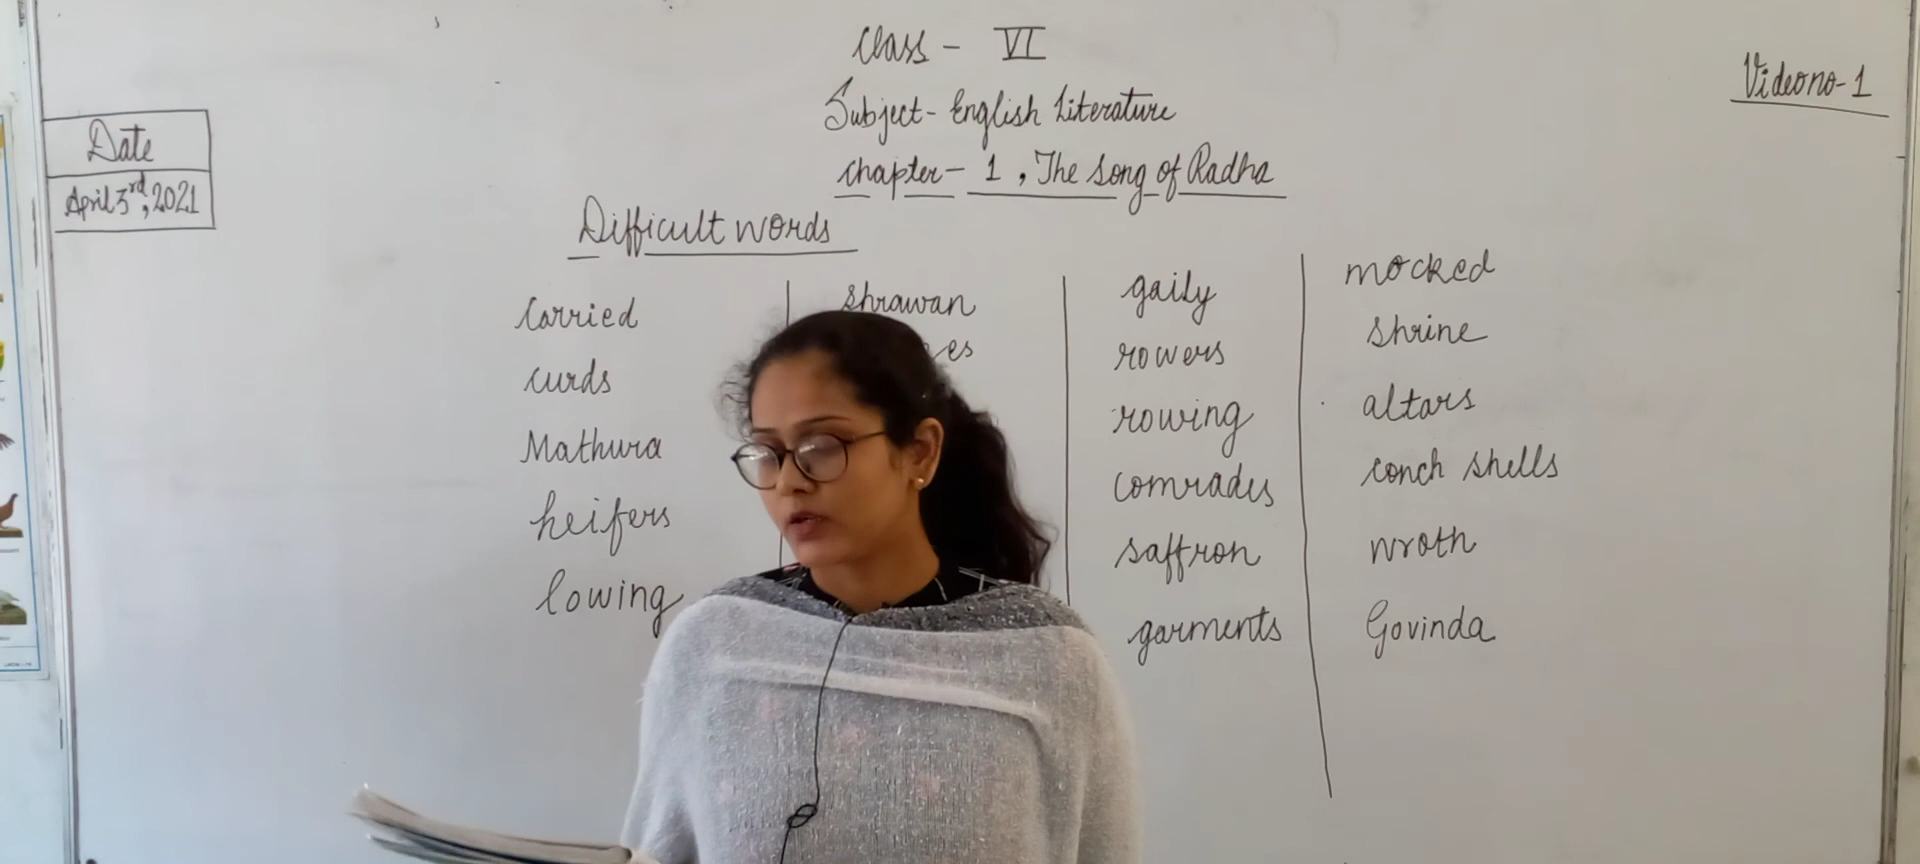 Class - VI
Subject - English Literature
Chapter - 1, The Song of Radha
Video no - 1
Date
April 3rd, 2021
Difficult words
Carried
curds
Mathura
heifers
lowing
Shrawan
gaily
rowers
rowing
comrades
saffron
garments
mocked
shrine
altars
conch shells
wroth
Govinda